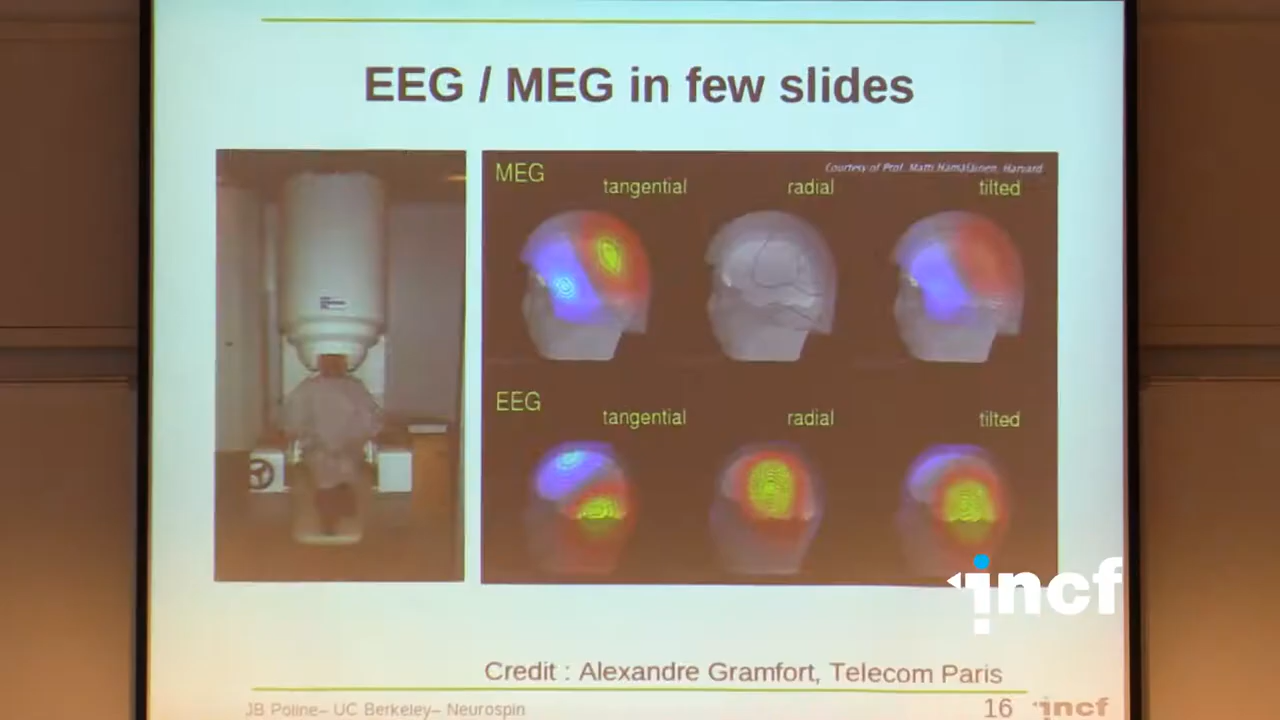 EEG / MEG in few slides
Courtesy of Prof. Matti Hämäläinen, Harvard
MEG
tangential radial tilted
EEG
tangential radial tilted
incf
Credit : Alexandre Gramfort, Telecom Paris
JB Poline– UC Berkeley– Neurospin
16
incf